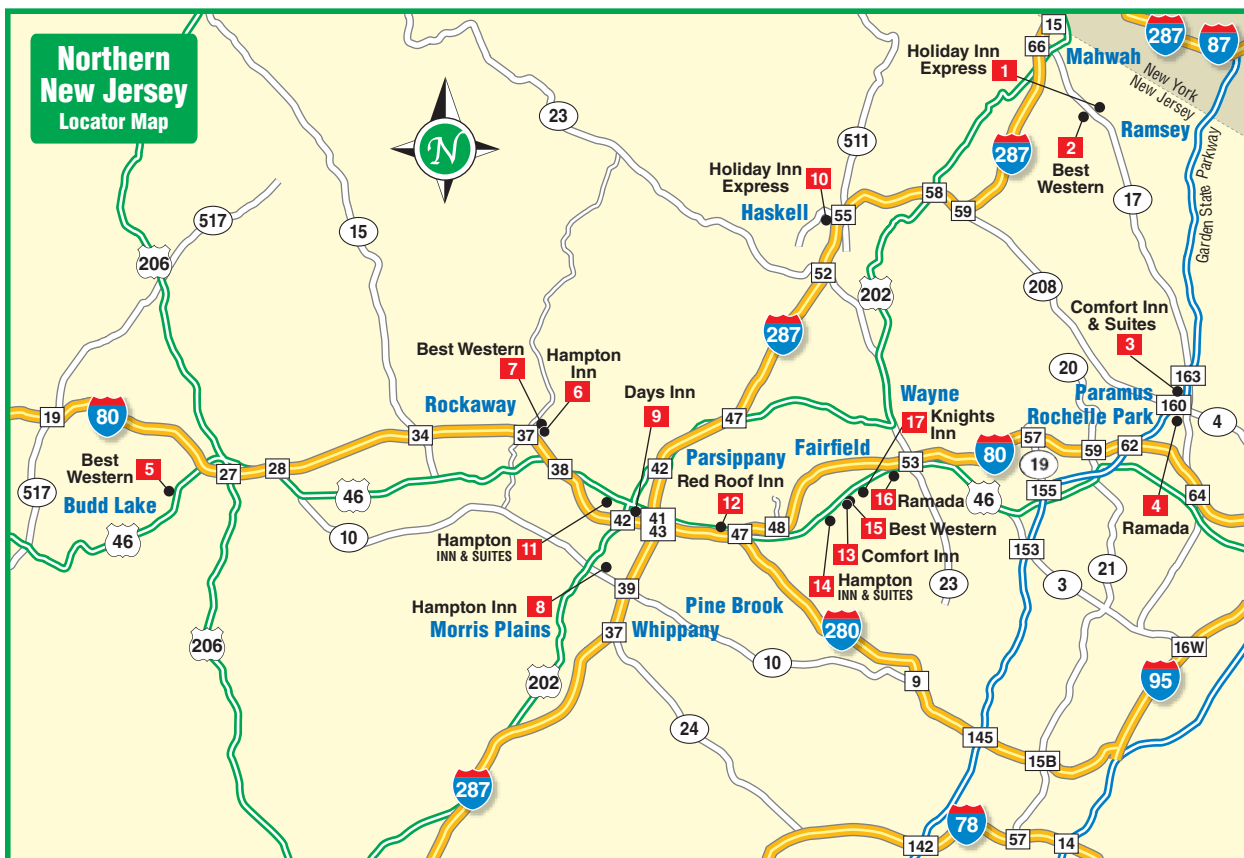 Northern
New Jersey
Locator Map
N
15
66
Mahwah
287
87
New York
New Jersey
Holiday Inn
Express
1
Ramsey
2
Best
Western
287
17
Garden State Parkway
23
511
Holiday Inn
Express
10
Haskell
55
58
59
517
15
206
52
202
208
Comfort Inn
& Suites
3
287
Best Western
7
Hampton
Inn
6
Days Inn
9
Rockaway
20
163
Paramus
160
Rochelle Park
4
Wayne
17
Knights
Inn
19
80
34
37
47
57
59
62
Fairfield
53
80
19
Best
Western
5
Budd Lake
27
28
38
42
Parsippany
Red Roof Inn
12
46
16
Ramada
46
155
64
4
Ramada
517
46
10
Hampton
INN & SUITES
11
42
41
43
47
48
15
Best Western
13
Comfort Inn
14
Hampton
INN & SUITES
153
23
3
21
Hampton Inn
8
Morris Plains
39
37
Whippany
Pine Brook
280
206
202
10
9
16W
95
24
145
15B
287
78
142
57
14